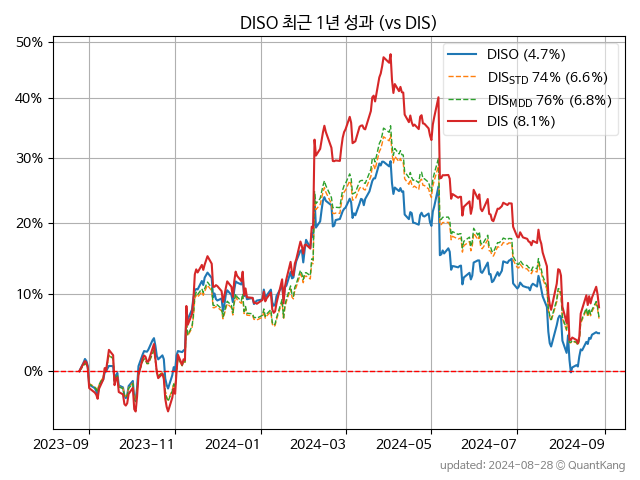 DISO 최근 1년 성과 (vs DIS)
50%
40%
30%
20%
10%
0%
DISO (4.7%)
DISSTD 74% (6.6%)
DISMDD 76% (6.8%)
DIS (8.1%)
2023-09 2023-11 2024-01 2024-03 2024-05 2024-07 2024-09
updated: 2024-08-28 © QuantKang